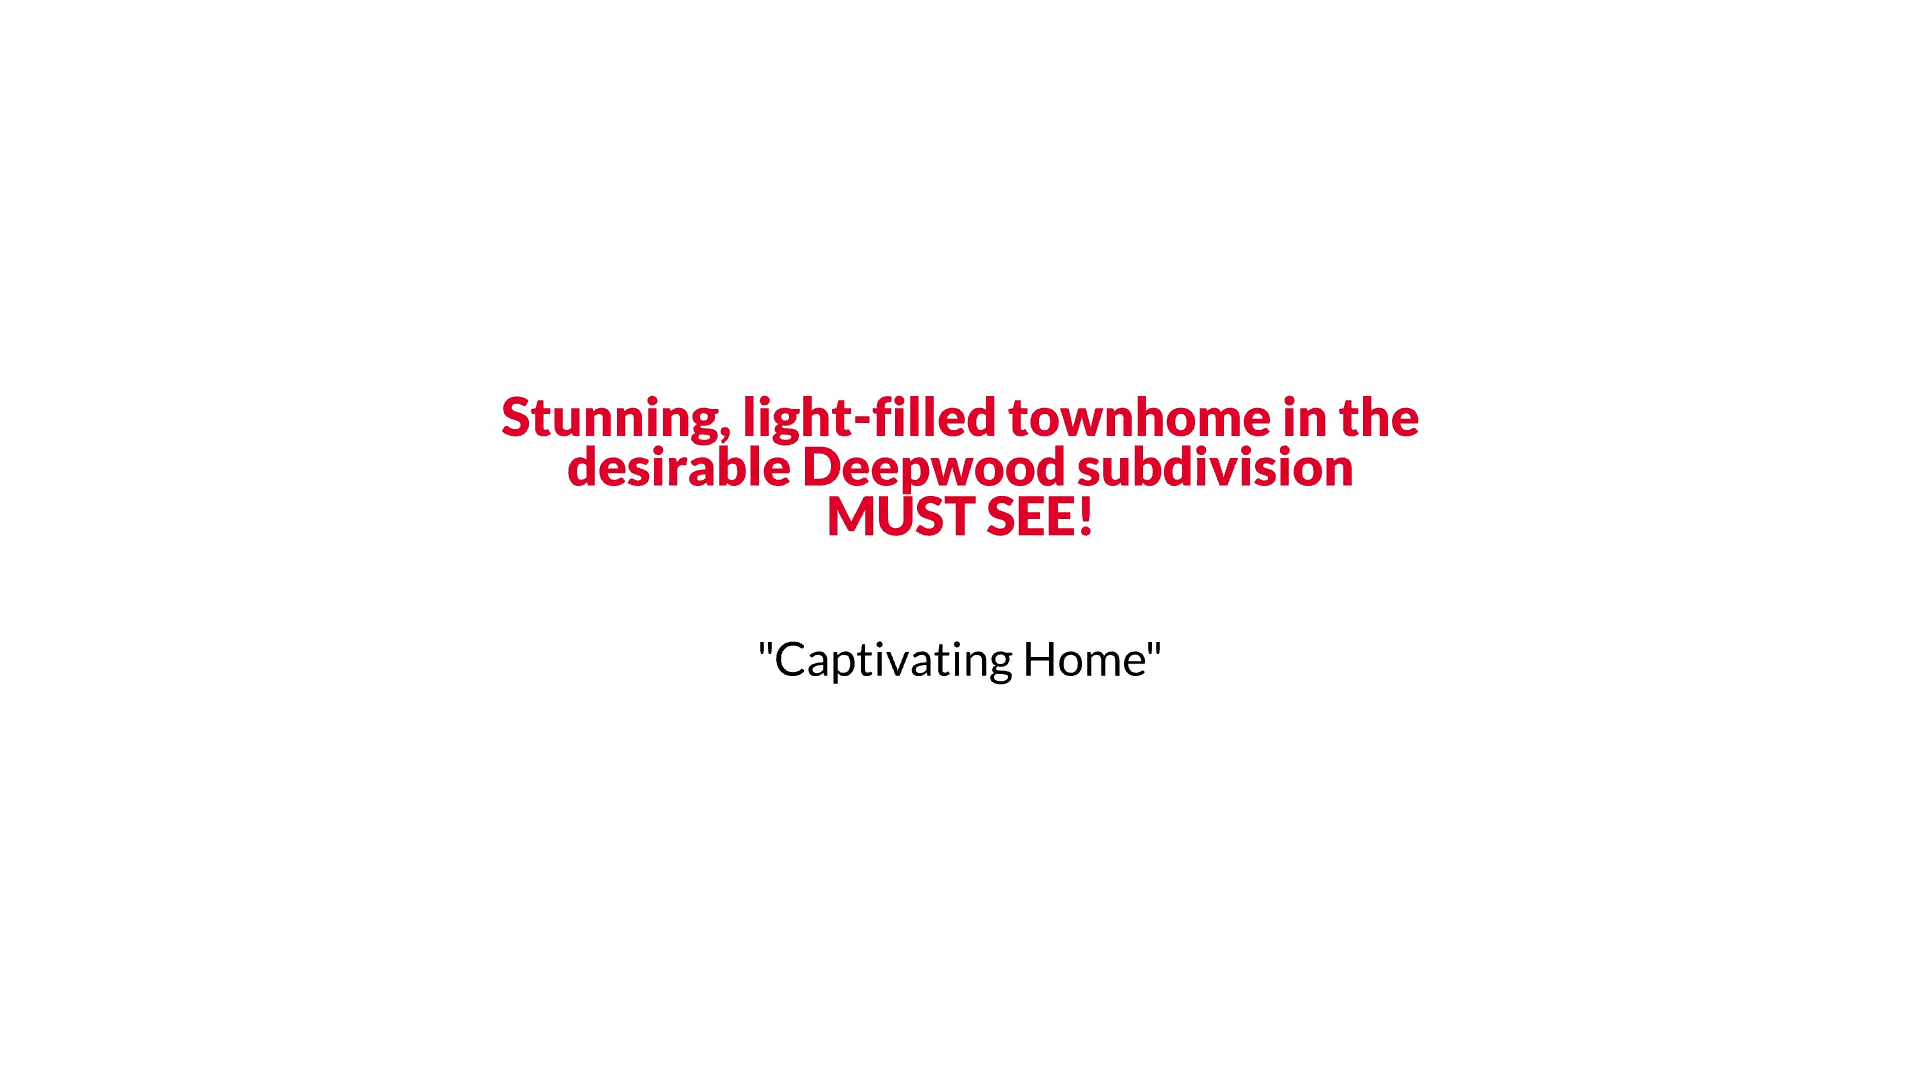 Stunning, light-filled townhome in the
desirable Deepwood subdivision
MUST SEE!
"Captivating Home"